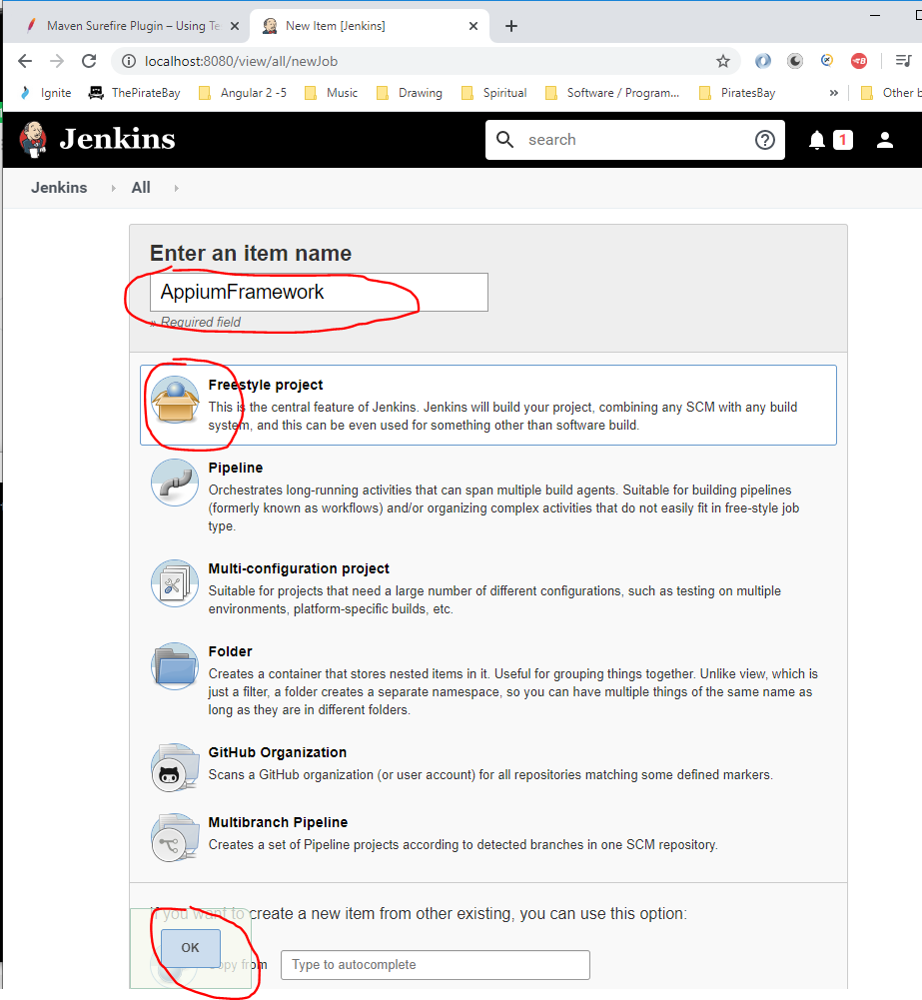 Maven Surefire Plugin – Using Te
New Item [Jenkins]
localhost:8080/view/all/newJob
Ignite ThePirateBay Angular 2 -5 Music Drawing Spiritual Software / Program... PiratesBay » Other b
Jenkins search 1
Jenkins All
Enter an item name
AppiumFramework
» Required field
Freestyle project
This is the central feature of Jenkins. Jenkins will build your project, combining any SCM with any build
system, and this can be even used for something other than software build.
Pipeline
Orchestrates long-running activities that can span multiple build agents. Suitable for building pipelines
(formerly known as workflows) and/or organizing complex activities that do not easily fit in free-style job
type.
Multi-configuration project
Suitable for projects that need a large number of different configurations, such as testing on multiple
environments, platform-specific builds, etc.
Folder
Creates a container that stores nested items in it. Useful for grouping things together. Unlike view, which is
just a filter, a folder creates a separate namespace, so you can have multiple things of the same name as
long as they are in different folders.
GitHub Organization
Scans a GitHub organization (or user account) for all repositories matching some defined markers.
Multibranch Pipeline
Creates a set of Pipeline projects according to detected branches in one SCM repository.
If you want to create a new item from other existing, you can use this option:
OK
Copy from Type to autocomplete